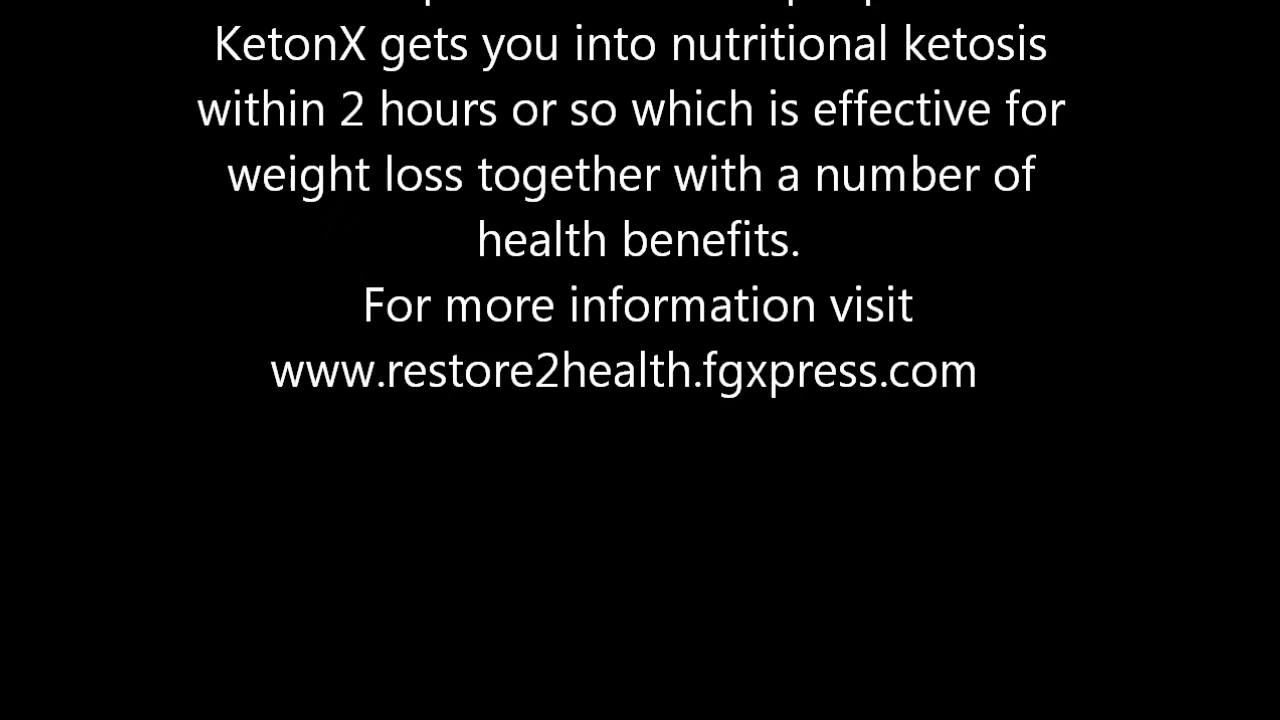 KetonX gets you into nutritional ketosis
within 2 hours or so which is effective for
weight loss together with a number of
health benefits.
For more information visit
www.restore2health.fgxpress.com